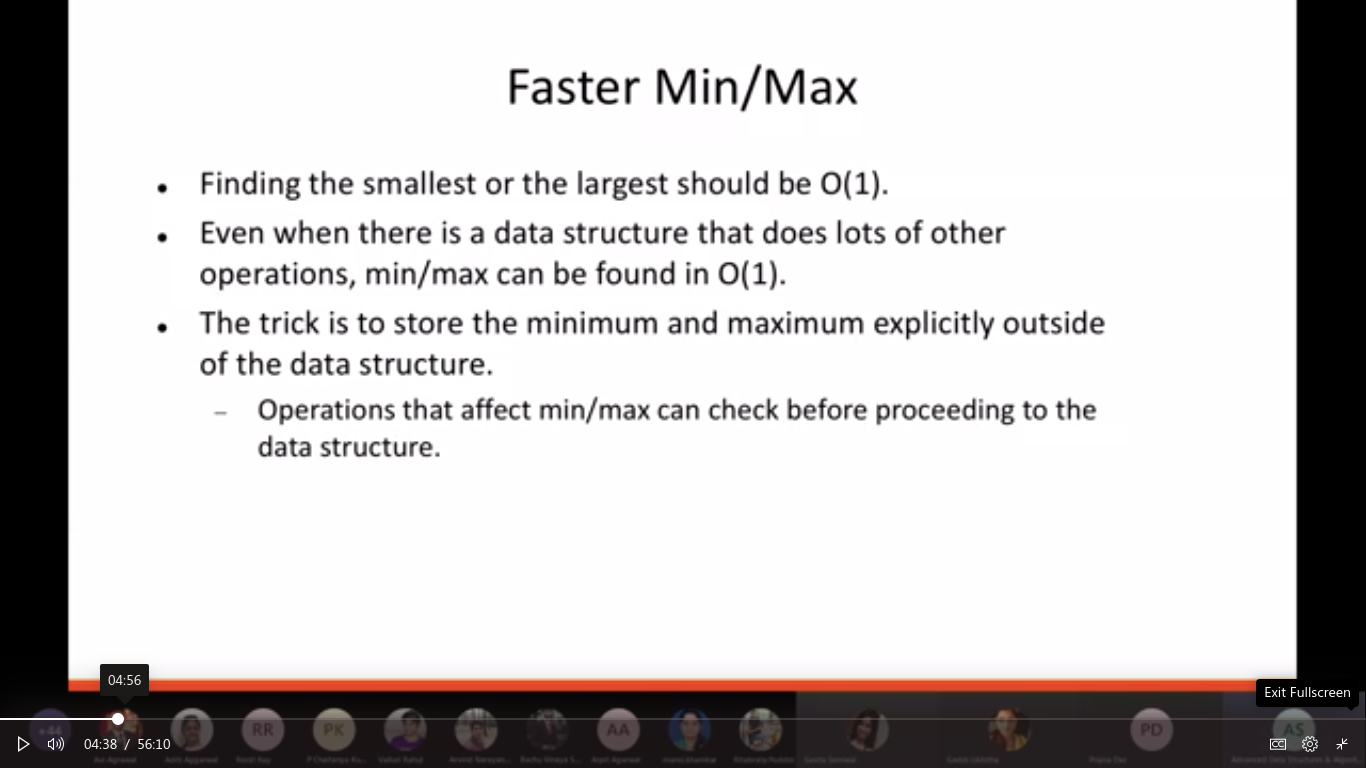 Faster Min/Max
• Finding the smallest or the largest should be O(1).
• Even when there is a data structure that does lots of other
operations, min/max can be found in O(1).
• The trick is to store the minimum and maximum explicitly outside
of the data structure.
– Operations that affect min/max can check before proceeding to the
data structure.
04:56
Exit Fullscreen
+44
RR
PK
AA
PD
AS
04:38 / 56:10
CC